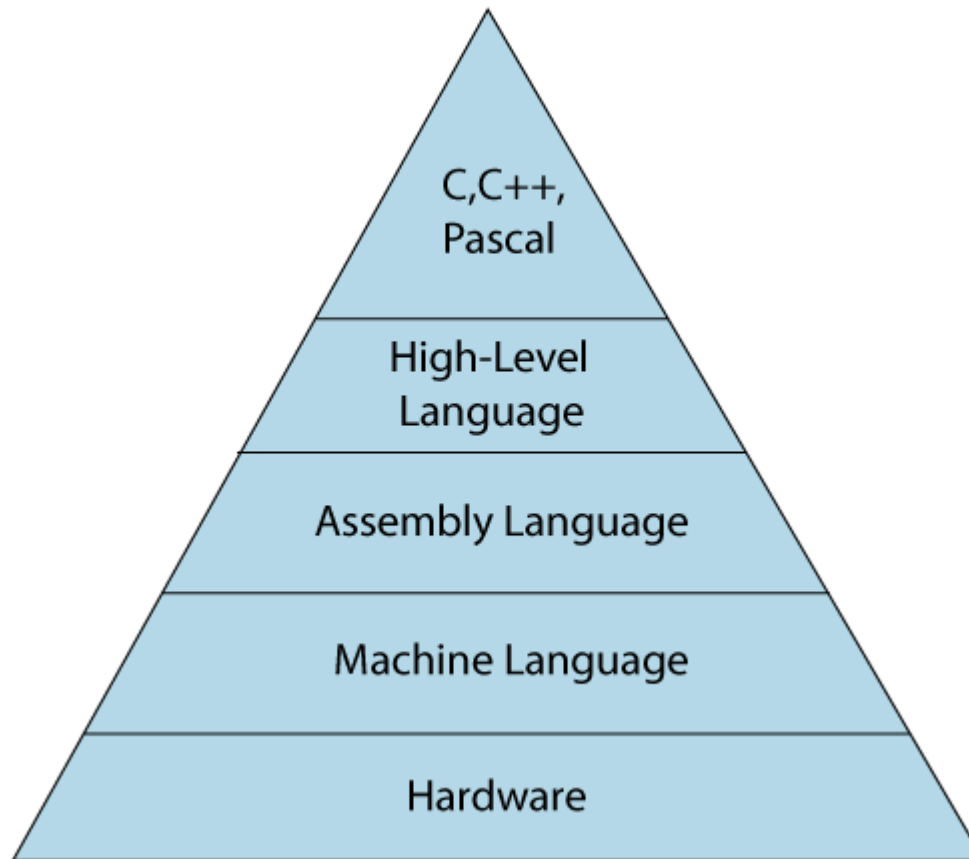 C,C++,
Pascal
High-Level
Language
Assembly Language
Machine Language
Hardware